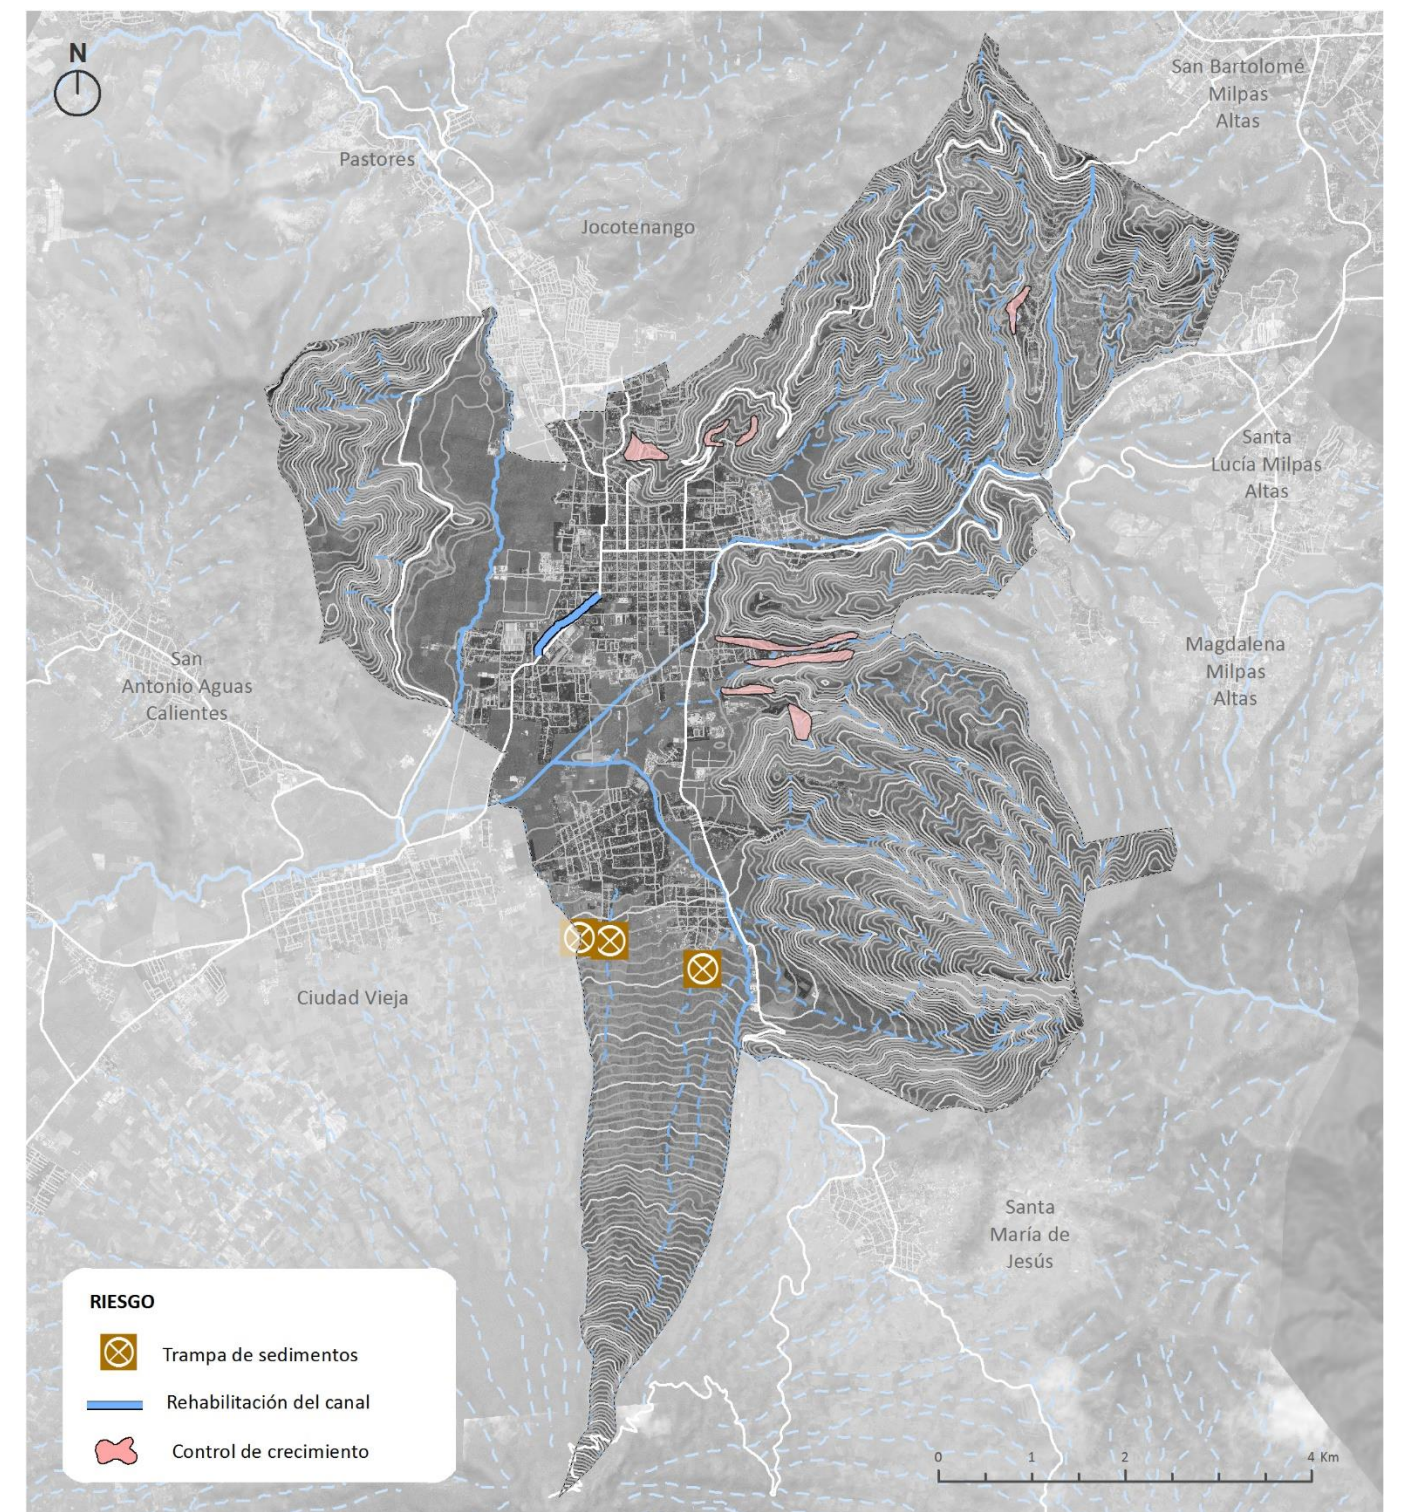 N
San Bartolomé
Milpas
Altas
Pastores
Jocotenango
Santa
Lucía Milpas
Altas
San
Antonio Aguas
Calientes
Magdalena
Milpas
Altas
Ciudad Vieja
Santa
María de
Jesús
RIESGO
Trampa de sedimentos
Rehabilitación del canal
Control de crecimiento
0 1 2 4 Km